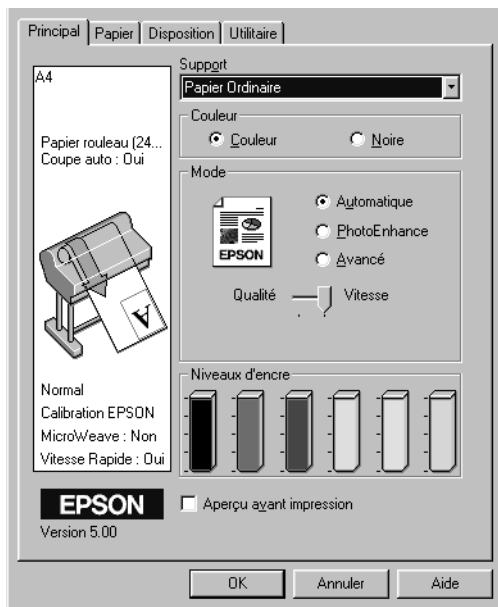 Principal Papier Disposition Utilitaire
A4
Papier rouleau (24...
Coupe auto : Oui
A
Normal
Calibration EPSON
MicroWeave : Non
Vitesse Rapide : Oui
EPSON
Version 5.00
Support
Papier Ordinaire
Couleur
Couleur Noire
Mode
EPSON
Automatique
PhotoEnhance
Avancé
Qualité Vitesse
Niveaux d'encre
Aperçu avant impression
OK Annuler Aide